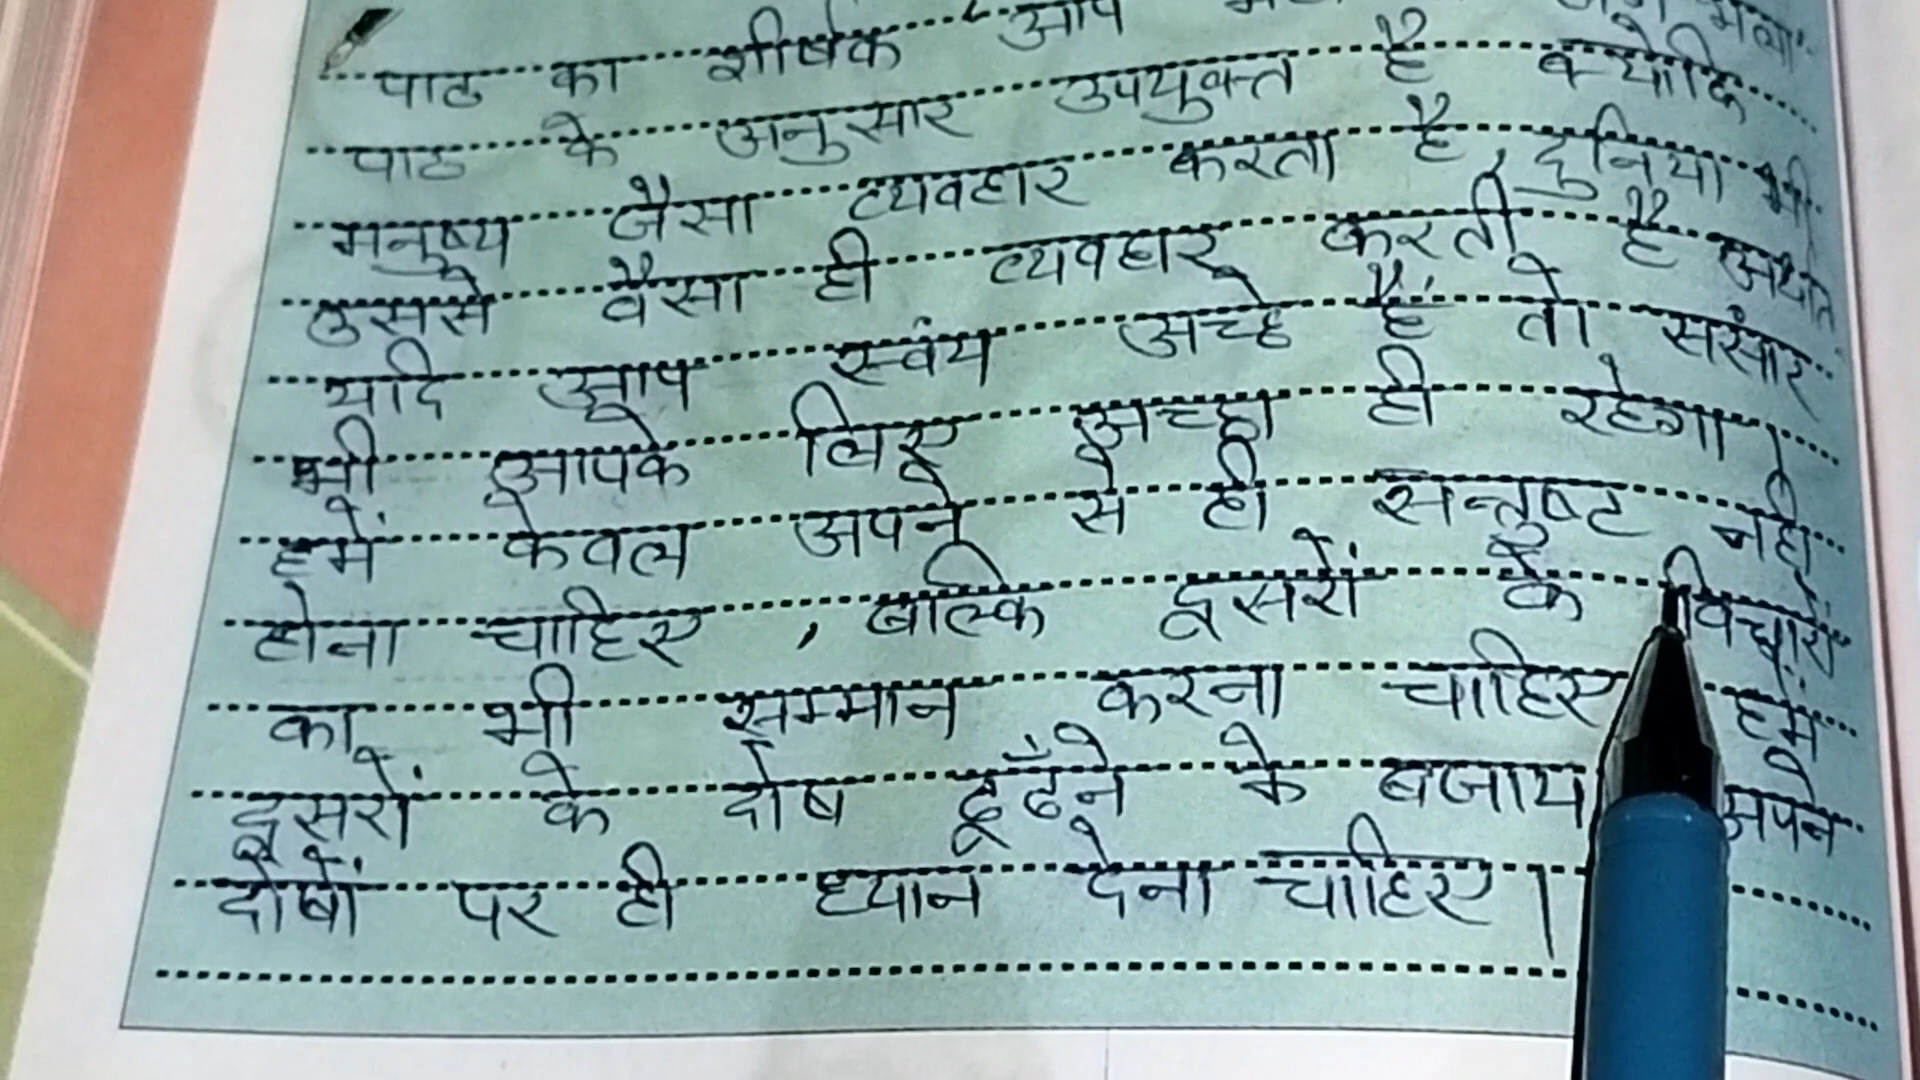 पाठ का शीर्षक आप
पाठ के अनुसार उपयुक्त है क्योकि
मनुष्य जैसा व्यवहार करता है, दुनिया भी
उससे वैसा ही व्यवहार करती है अर्थात
यदि आप स्वंय अच्छे हैं तो संसार
भी आपके लिए अच्छा ही रहेगा।
हमें केवल अपने से ही सन्तुष्ट नही
होना चाहिए, बल्कि दूसरों के विचारों
का भी सम्मान करना चाहिए हमें
दूसरों के दोष ढूँढ़ने के बजाय अपने
दोषों पर ही ध्यान देना चाहिए।